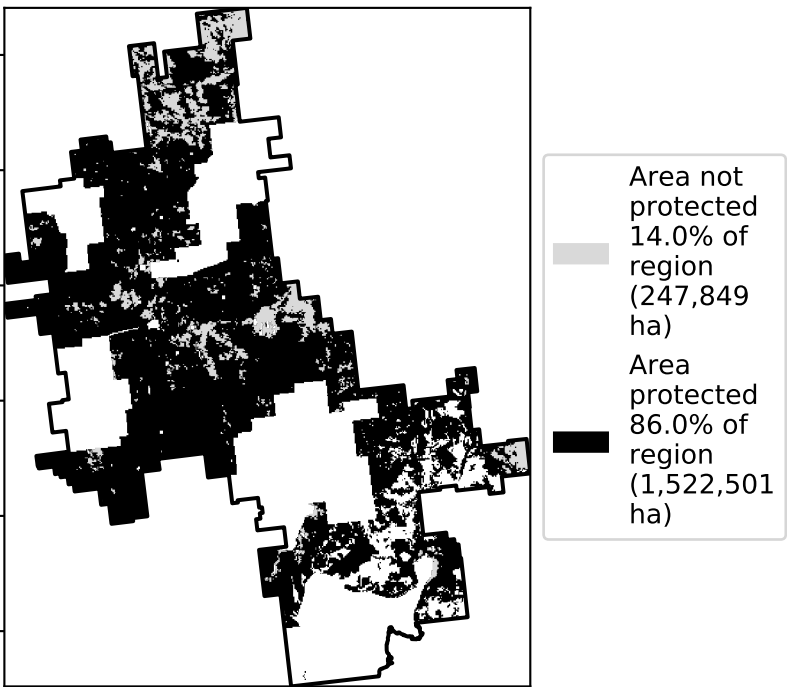 Area not
protected
14.0% of
region
(247,849
ha)
Area
protected
86.0% of
region
(1,522,501
ha)